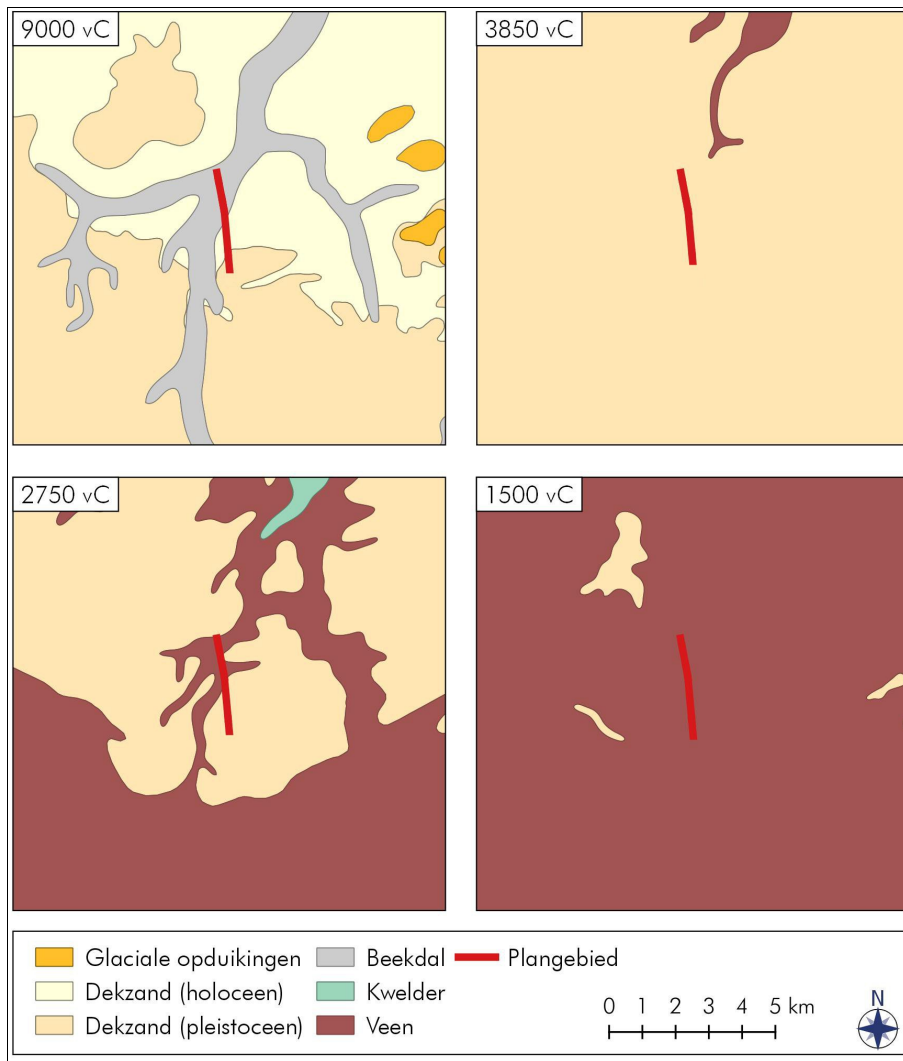 9000 vC
3850 vC
2750 vC
1500 vC
Glaciale opduikingen
Beekdal
Plangebied
Dekzand (holoceen)
Kwelder
Dekzand (pleistoceen)
Veen
0 1 2 3 4 5 km
N